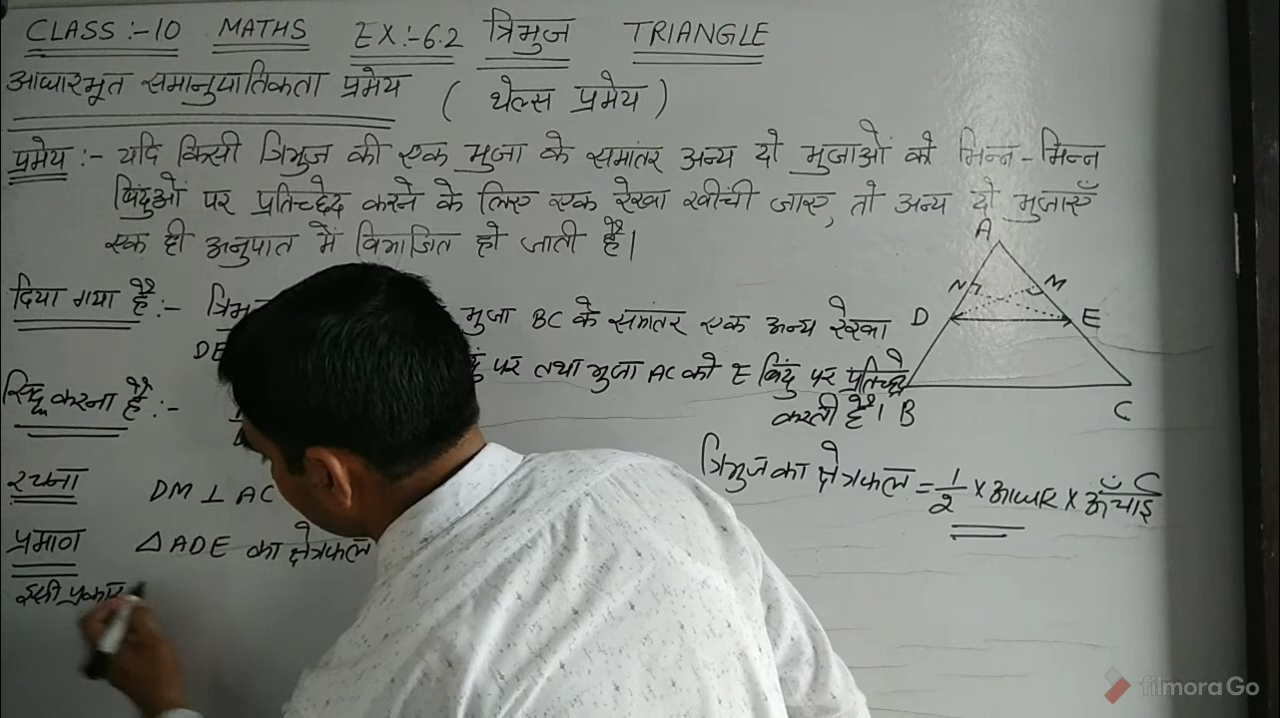 CLASS:-10 MATHS EX:-6.2 त्रिभुज TRIANGLE
आधारभूत समानुपातिकता प्रमेय ( थेल्स प्रमेय )
प्रमेय :- यदि किसी त्रिभुज की एक भुजा के समांतर अन्य दो भुजाओं को भिन्न-भिन्न
बिंदुओं पर प्रतिच्छेद करने के लिए एक रेखा खींची जाए, तो अन्य दो भुजाएँ
एक ही अनुपात में विभाजित हो जाती है।
दिया गया है :- भुजा BC के समांतर एक अन्य रेखा
DE पर तथा भुजा AC को E बिंदु पर प्रतिच्छेद
करती है।
सिद्ध करना है :-
रचना DM ⊥ AC
प्रमाण △ADE का क्षेत्रफल
इसी प्रकार
A
N M
D E
B C
त्रिभुज का क्षेत्रफल = 1/2 × आधार × ऊँचाई
filmoraGo